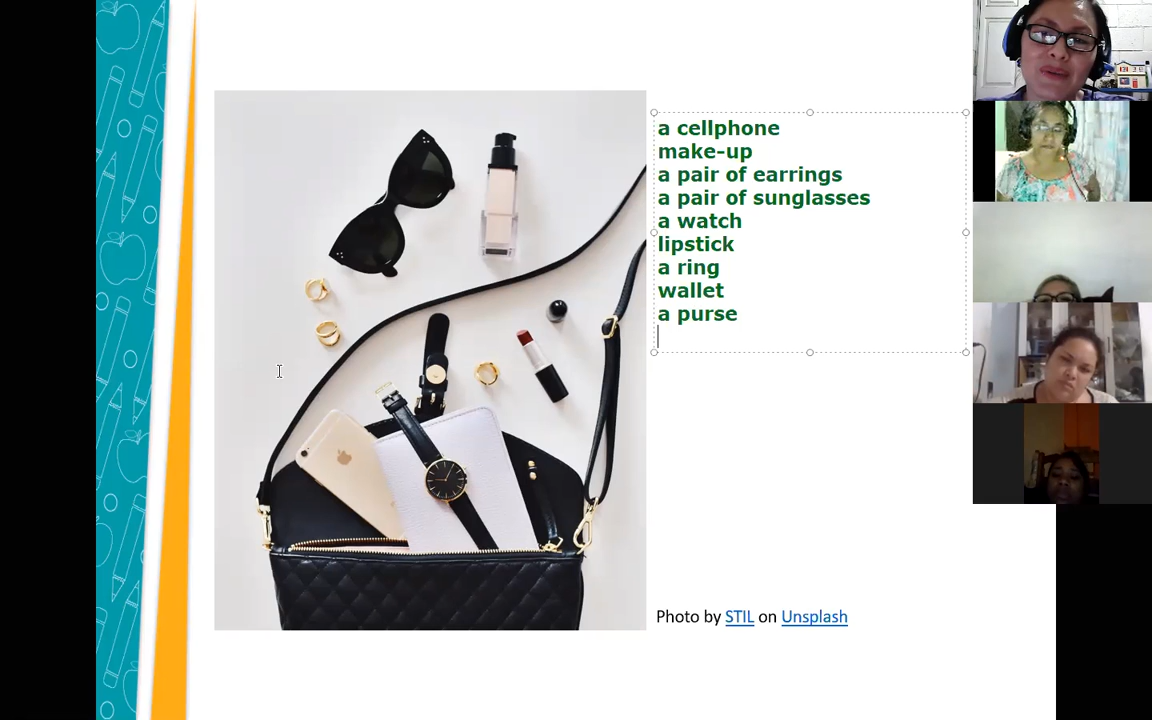 a cellphone
make-up
a pair of earrings
a pair of sunglasses
a watch
lipstick
a ring
wallet
a purse
Photo by STIL on Unsplash